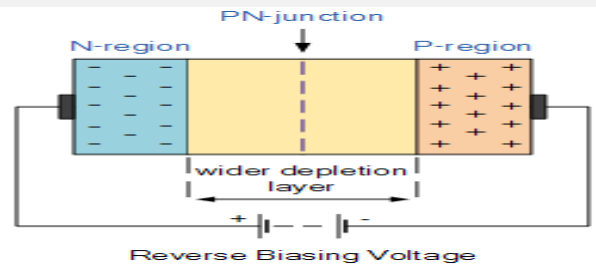 PN-junction
N-region
P-region
wider depletion
layer
+ -
Reverse Biasing Voltage